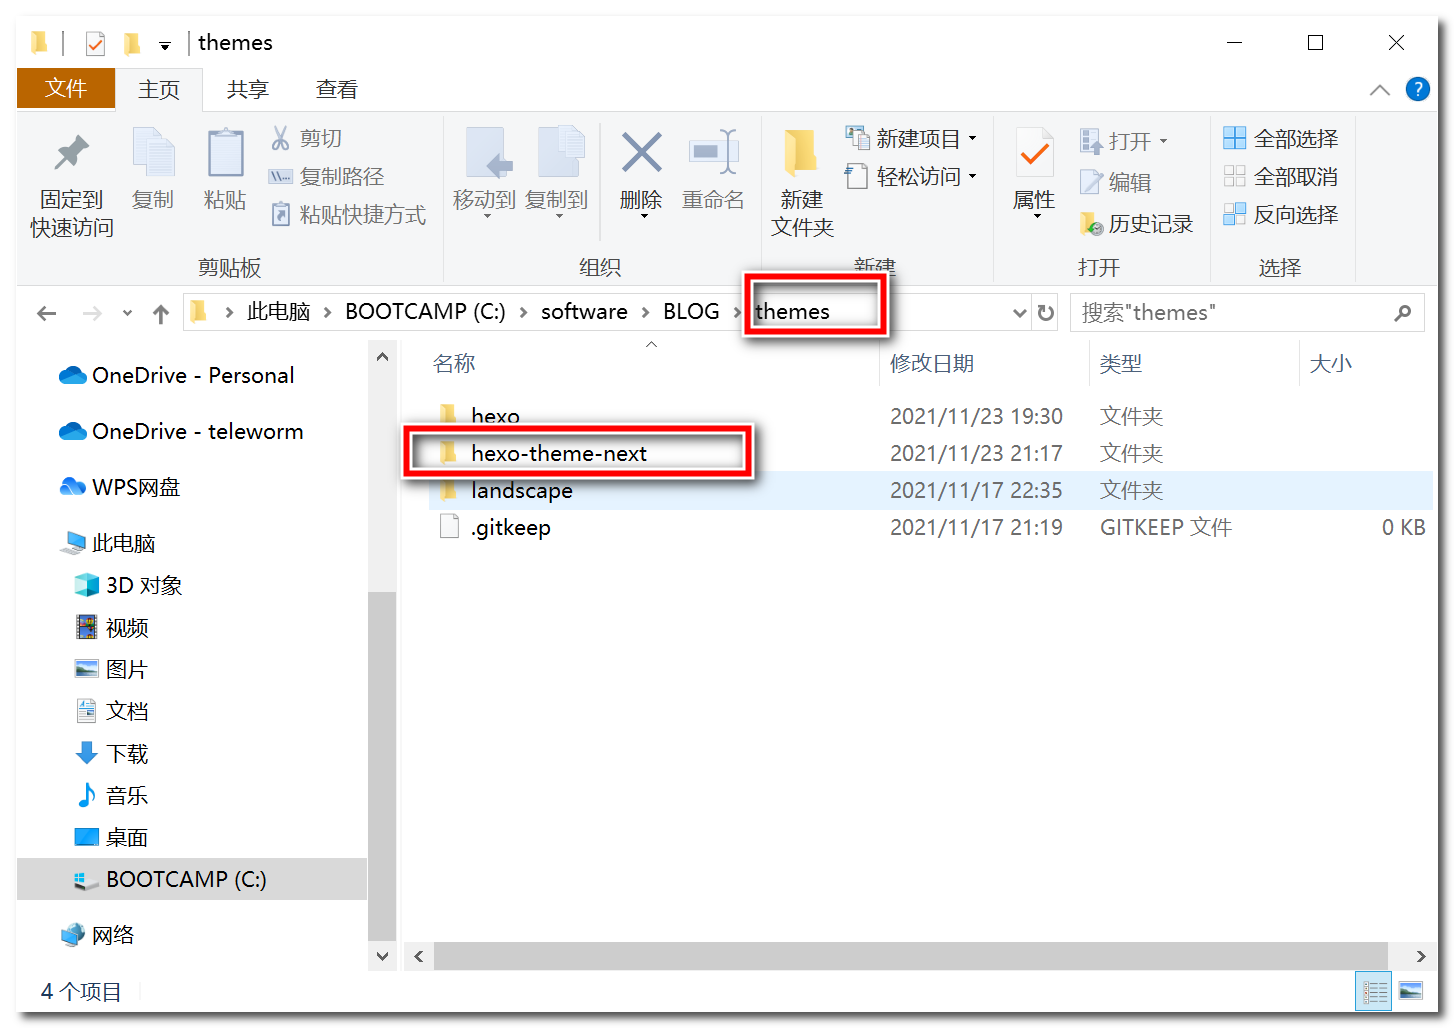 themes
文件 主页 共享 查看
固定到
快速访问
复制
粘贴
剪切
复制路径
粘贴快捷方式
剪贴板
移动到
复制到
删除
重命名
组织
新建
文件夹
新建项目
轻松访问
新建
属性
打开
编辑
历史记录
打开
全部选择
全部取消
反向选择
选择
此电脑 BOOTCAMP (C:) software BLOG themes
搜索"themes"
OneDrive - Personal
OneDrive - teleworm
WPS网盘
此电脑
3D 对象
视频
图片
文档
下载
音乐
桌面
BOOTCAMP (C:)
网络
名称 修改日期 类型 大小
hexo 2021/11/23 19:30 文件夹
hexo-theme-next 2021/11/23 21:17 文件夹
landscape 2021/11/17 22:35 文件夹
.gitkeep 2021/11/17 21:19 GITKEEP 文件 0 KB
4 个项目